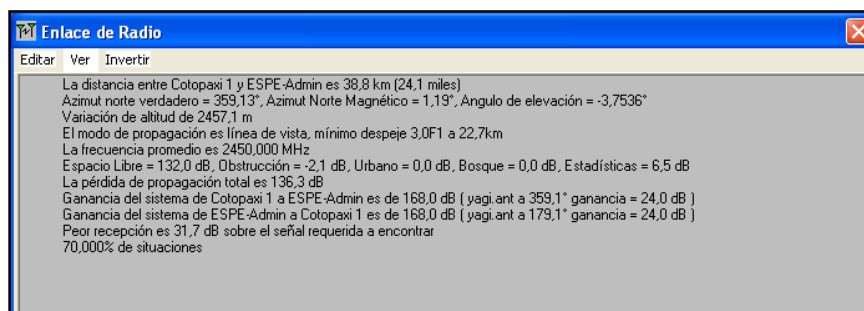 Enlace de Radio
Editar Ver Invertir
La distancia entre Cotopaxi 1 y ESPE-Admin es 38,8 km (24,1 miles)
Azimut norte verdadero = 359,13°, Azimut Norte Magnético = 1,19°, Angulo de elevación = -3,7536°
Variación de altitud de 2457,1 m
El modo de propagación es línea de vista, mínimo despeje 3,0F1 a 22,7km
La frecuencia promedio es 2450,000 MHz
Espacio Libre = 132,0 dB, Obstrucción = -2,1 dB, Urbano = 0,0 dB, Bosque = 0,0 dB, Estadísticas = 6,5 dB
La pérdida de propagación total es 136,3 dB
Ganancia del sistema de Cotopaxi 1 a ESPE-Admin es de 168,0 dB ( yagi.ant a 359,1° ganancia = 24,0 dB )
Ganancia del sistema de ESPE-Admin a Cotopaxi 1 es de 168,0 dB ( yagi.ant a 179,1° ganancia = 24,0 dB )
Peor recepción es 31,7 dB sobre el señal requerida a encontrar
70,000% de situaciones